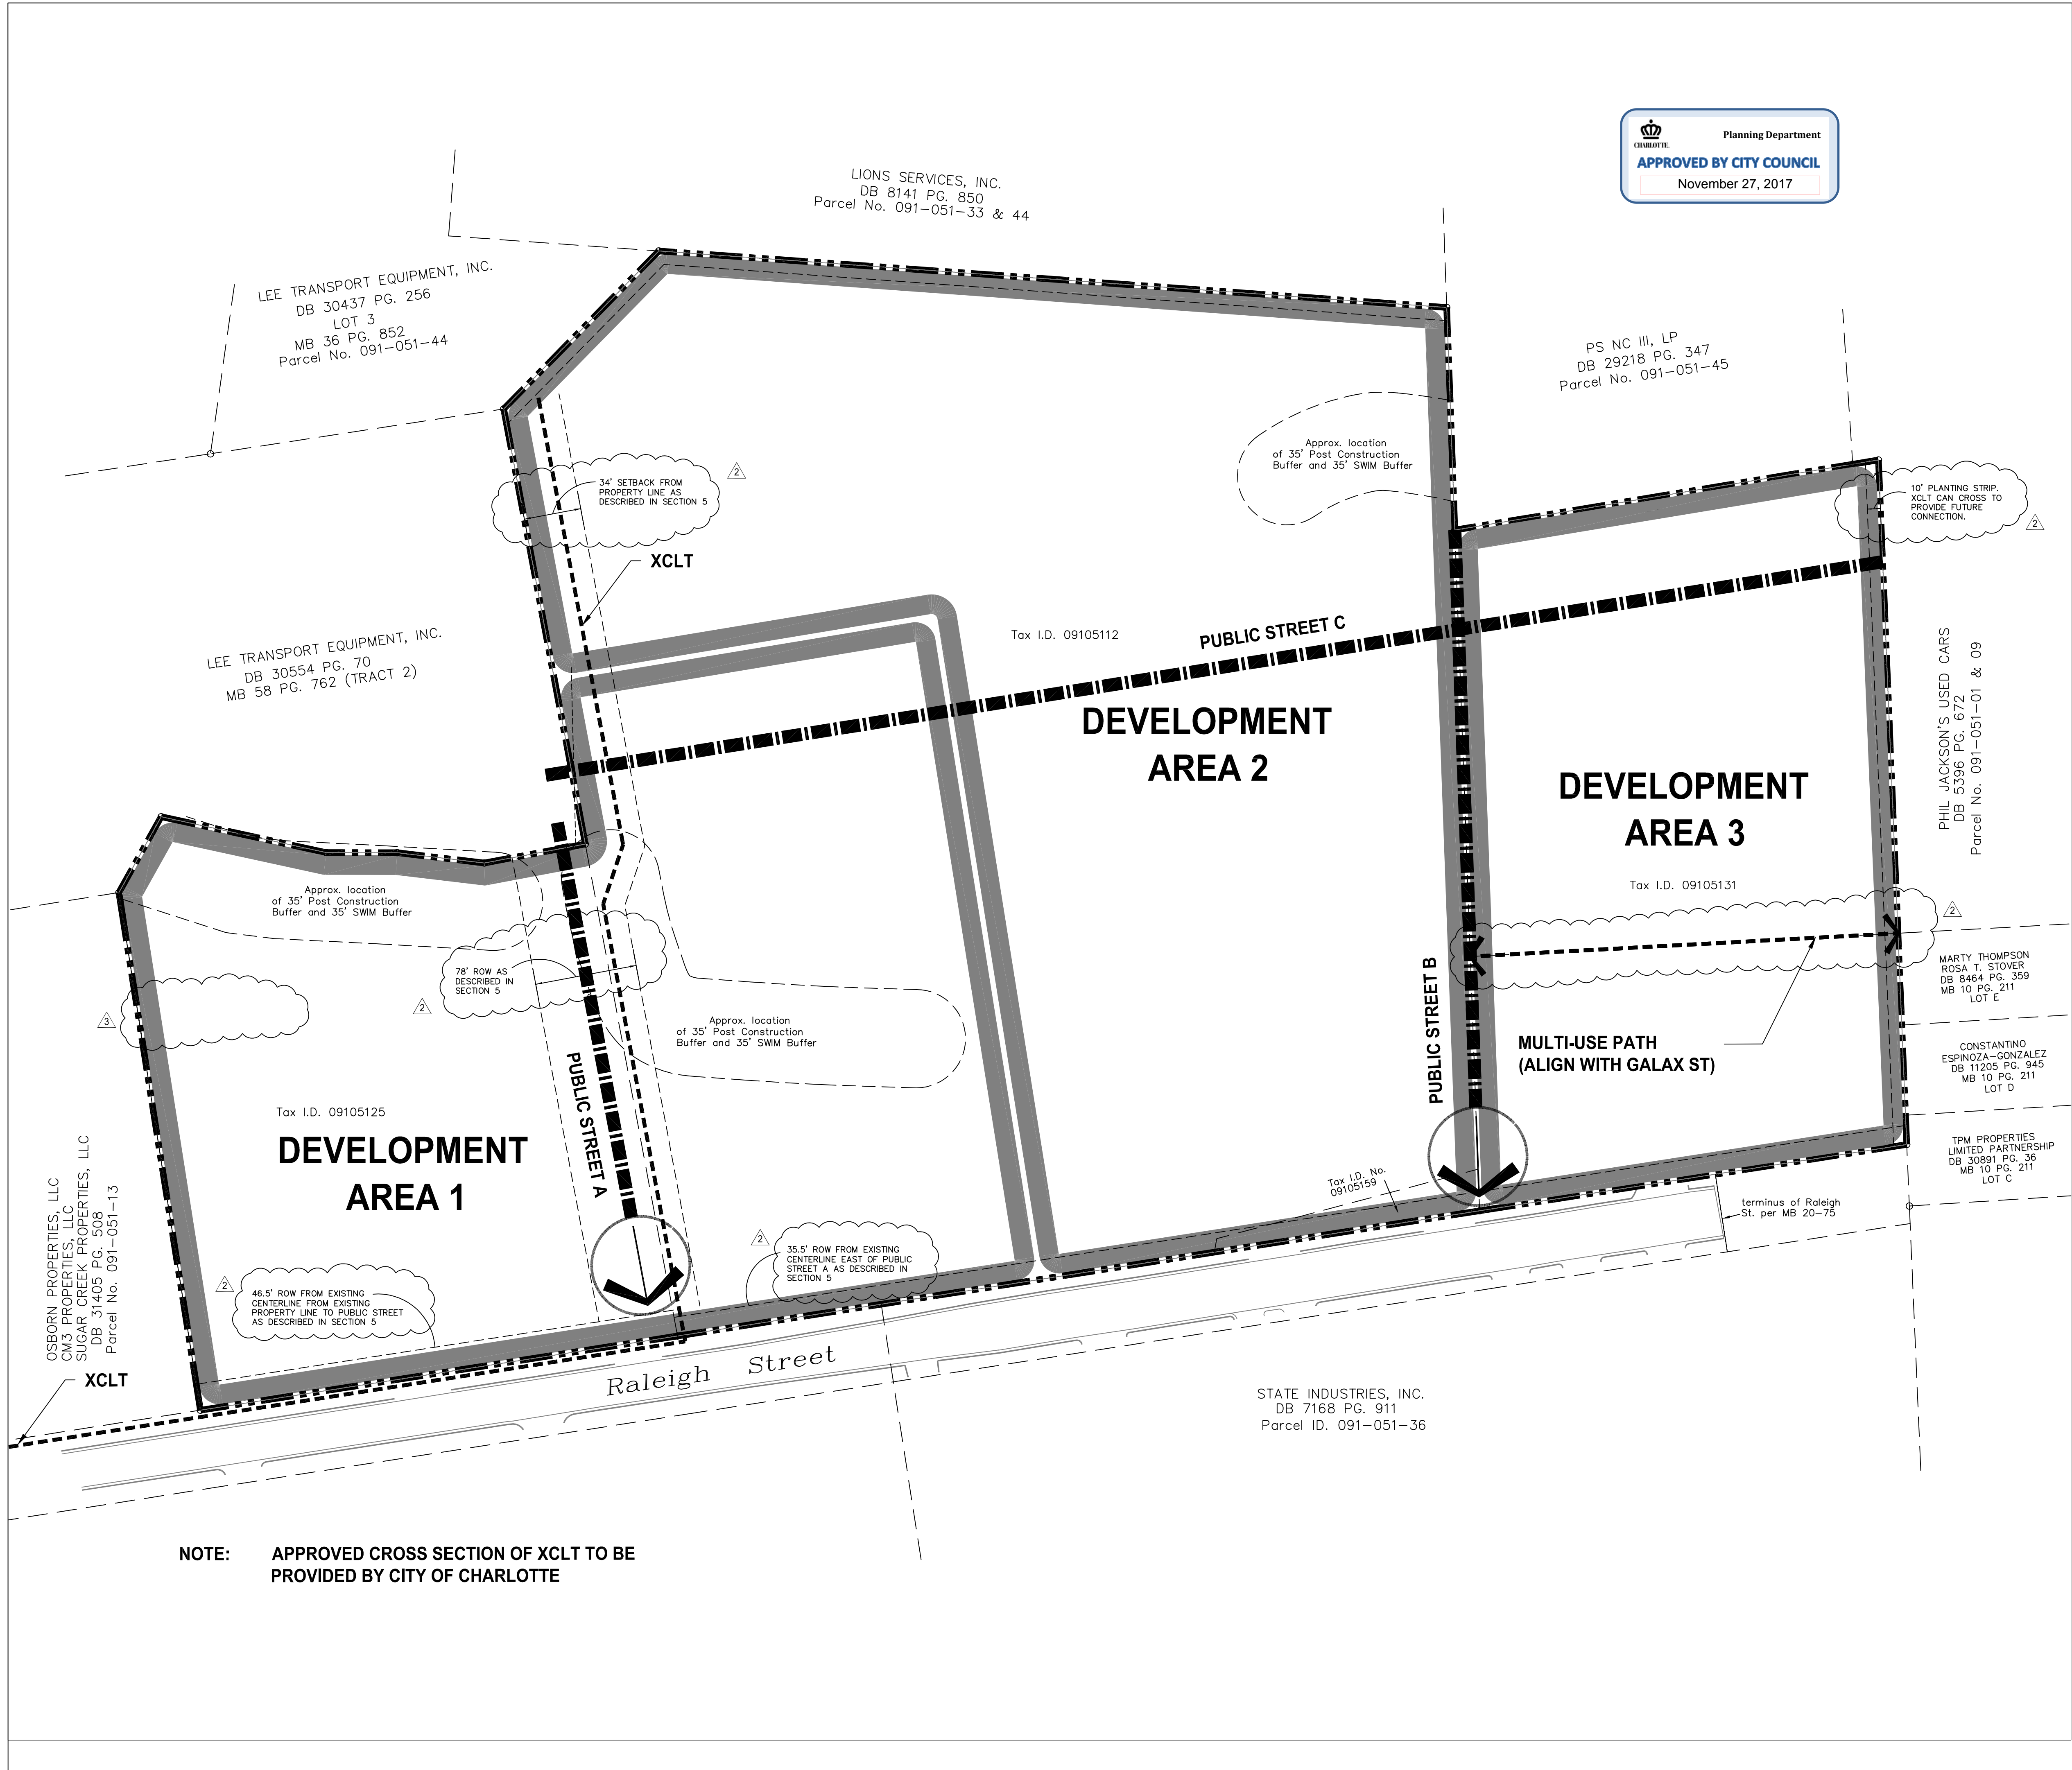 CHARLOTTE.
Planning Department
APPROVED BY CITY COUNCIL
November 27, 2017
LIONS SERVICES, INC.
DB 8141 PG. 850
Parcel No. 091-051-33 & 44
LEE TRANSPORT EQUIPMENT, INC.
DB 30437 PG. 256
LOT 3
MB 36 PG. 852
Parcel No. 091-051-44
PS NC III, LP
DB 29218 PG. 347
Parcel No. 091-051-45
Approx. location
of 35' Post Construction
Buffer and 35' SWIM Buffer
34' SETBACK FROM
PROPERTY LINE AS
DESCRIBED IN SECTION 5
2
10' PLANTING STRIP.
XCLT CAN CROSS TO
PROVIDE FUTURE
CONNECTION.
2
XCLT
LEE TRANSPORT EQUIPMENT, INC.
DB 30554 PG. 70
MB 58 PG. 762 (TRACT 2)
Tax I.D. 09105112
PUBLIC STREET C
DEVELOPMENT
AREA 2
DEVELOPMENT
AREA 3
Tax I.D. 09105131
PHIL JACKSON'S USED CARS
DB 5396 PG. 672
Parcel No. 091-051-01 & 09
Approx. location
of 35' Post Construction
Buffer and 35' SWIM Buffer
2
78' ROW AS
DESCRIBED IN
SECTION 5
2
3
MARTY THOMPSON
ROSA T. STOVER
DB 8464 PG. 359
MB 10 PG. 211
LOT E
Approx. location
of 35' Post Construction
Buffer and 35' SWIM Buffer
PUBLIC STREET B
MULTI-USE PATH
(ALIGN WITH GALAX ST)
CONSTANTINO
ESPINOZA-GONZALEZ
DB 11205 PG. 945
MB 10 PG. 211
LOT D
PUBLIC STREET A
Tax I.D. 09105125
DEVELOPMENT
AREA 1
TPM PROPERTIES
LIMITED PARTNERSHIP
DB 30891 PG. 36
MB 10 PG. 211
LOT C
Tax I.D. No.
09105159
terminus of Raleigh
St. per MB 20-75
OSBORN PROPERTIES, LLC
CM3 PROPERTIES, LLC
SUGAR CREEK PROPERTIES, LLC
DB 31405 PG. 508
Parcel No. 091-051-13
2
35.5' ROW FROM EXISTING
CENTERLINE EAST OF PUBLIC
STREET A AS DESCRIBED IN
SECTION 5
2
46.5' ROW FROM EXISTING
CENTERLINE FROM EXISTING
PROPERTY LINE TO PUBLIC STREET
AS DESCRIBED IN SECTION 5
XCLT
Raleigh Street
STATE INDUSTRIES, INC.
DB 7168 PG. 911
Parcel ID. 091-051-36
NOTE: APPROVED CROSS SECTION OF XCLT TO BE
PROVIDED BY CITY OF CHARLOTTE